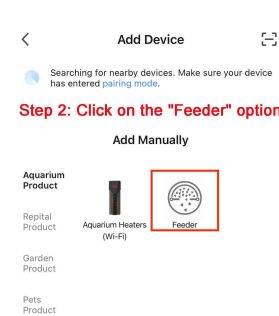 Add Device
Searching for nearby devices. Make sure your device
has entered pairing mode.
Step 2: Click on the "Feeder" option
Add Manually
Aquarium
Product
Repital
Product
Aquarium Heaters
(Wi-Fi)
Feeder
Garden
Product
Pets
Product